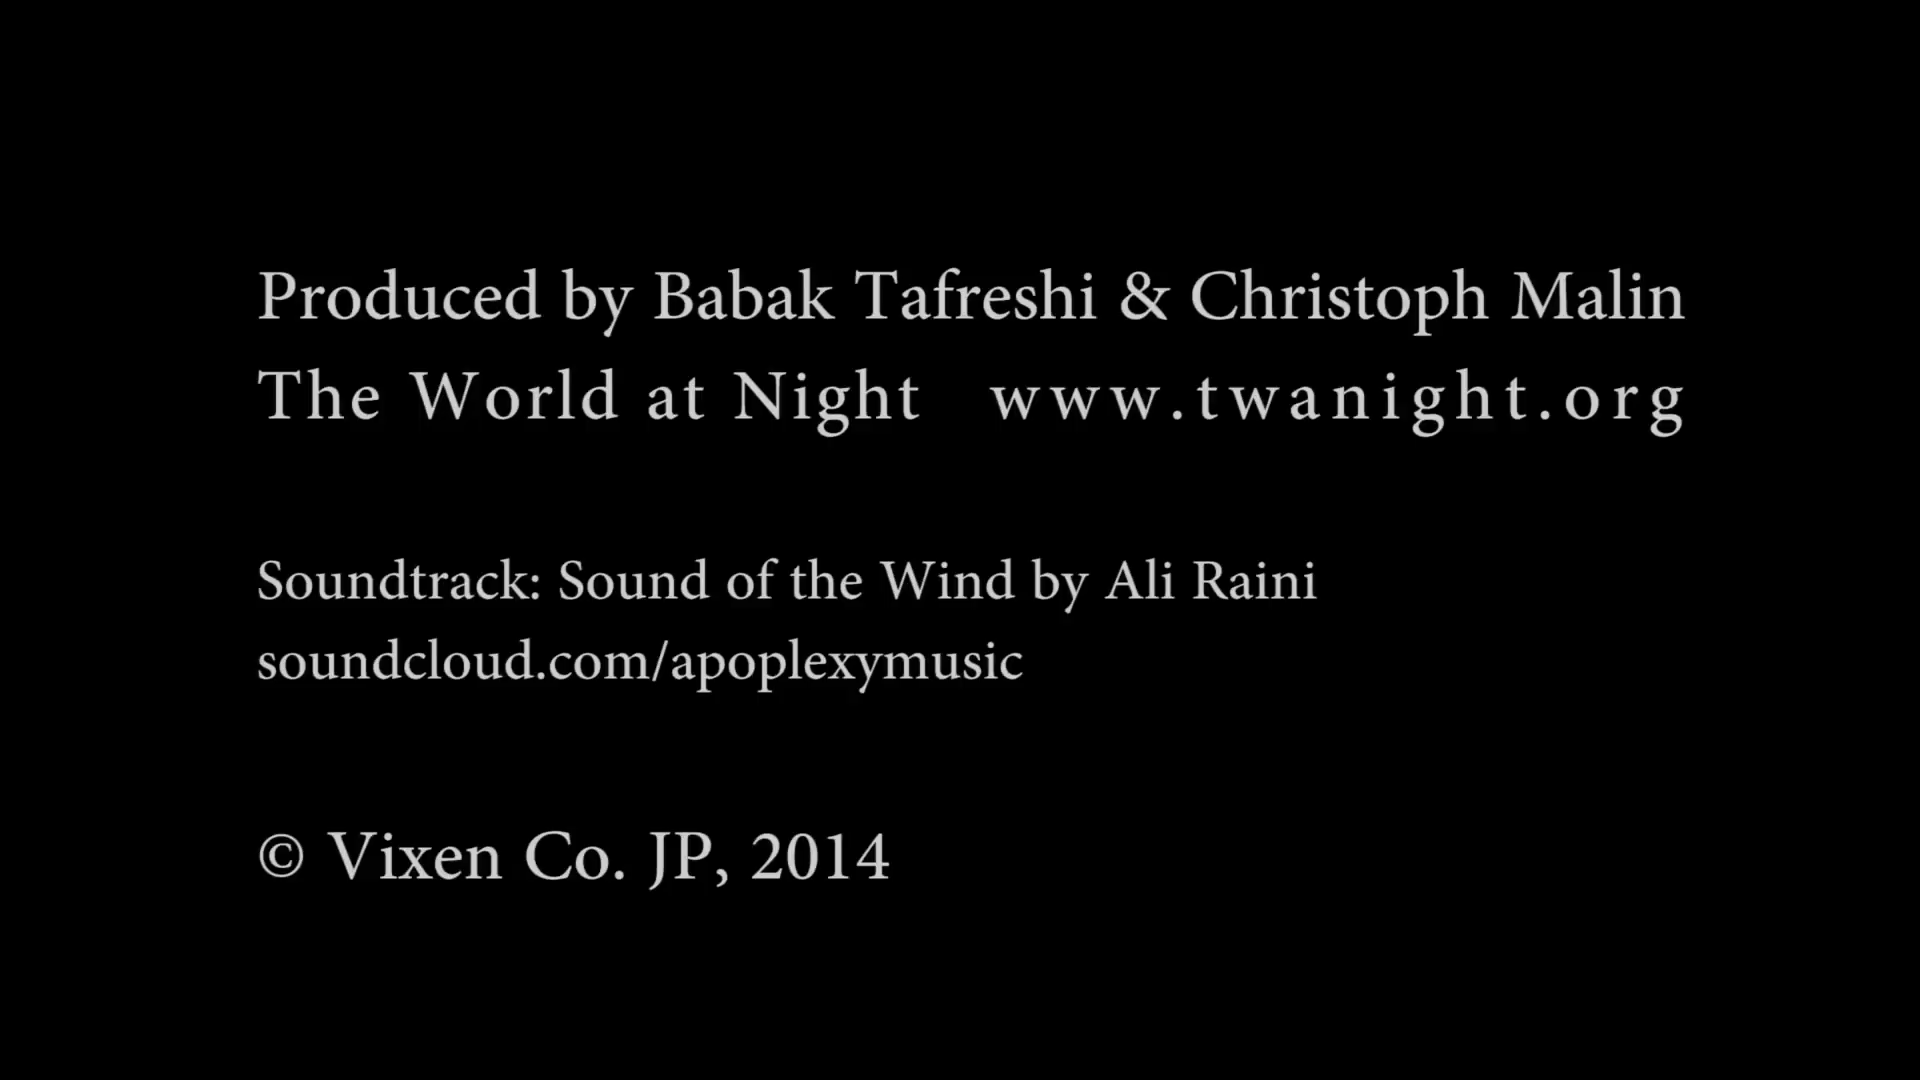 Produced by Babak Tafreshi & Christoph Malin
The World at Night www.twanight.org
Soundtrack: Sound of the Wind by Ali Raini
soundcloud.com/apoplexymusic
© Vixen Co. JP, 2014